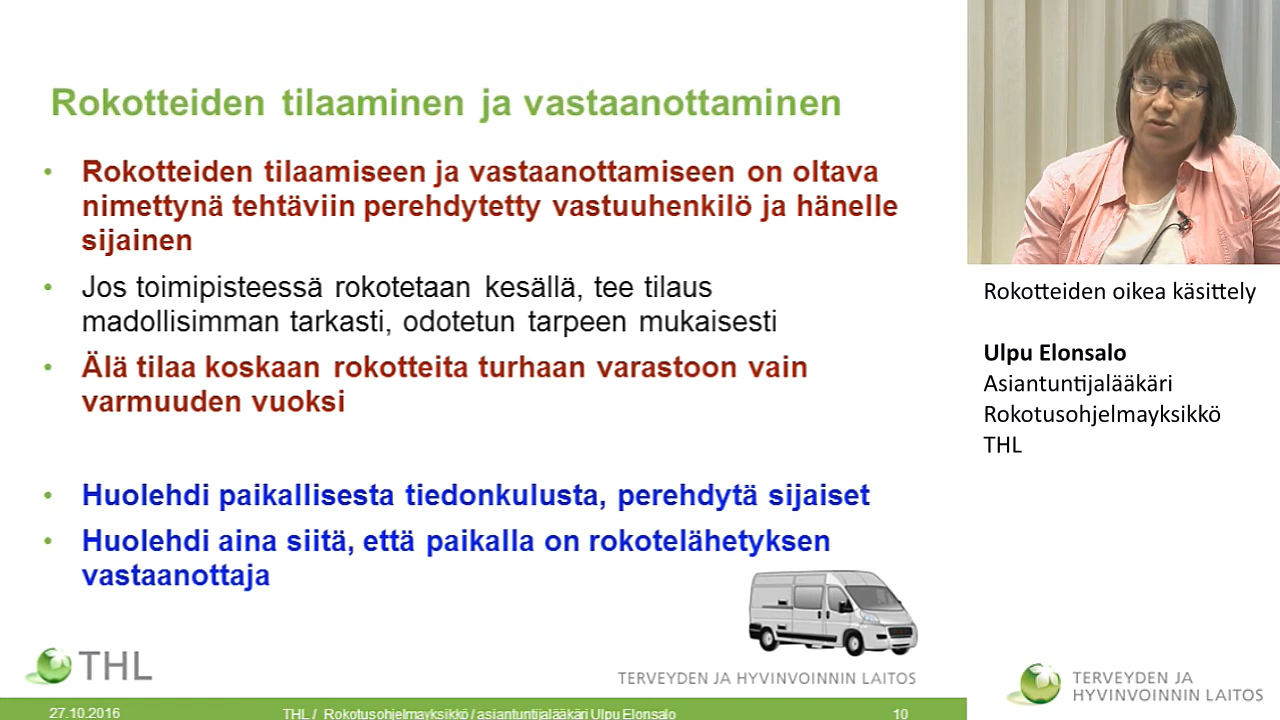 Rokotteiden tilaaminen ja vastaanottaminen
• Rokotteiden tilaamiseen ja vastaanottamiseen on oltava
nimettynä tehtäviin perehdytetty vastuuhenkilö ja hänelle
sijainen
• Jos toimipisteessä rokotetaan kesällä, tee tilaus
madollisimman tarkasti, odotetun tarpeen mukaisesti
• Älä tilaa koskaan rokotteita turhaan varastoon vain
varmuuden vuoksi
• Huolehdi paikallisesta tiedonkulusta, perehdytä sijaiset
• Huolehdi aina siitä, että paikalla on rokotelähetyksen
vastaanottaja
THL
TERVEYDEN JA HYVINVOINNIN LAITOS
27.10.2016
THL / Rokotusohjelmayksikkö / asiantuntijalääkäri Ulpu Elonsalo
10
Rokotteiden oikea käsittely
Ulpu Elonsalo
Asiantuntijalääkäri
Rokotusohjelmayksikkö
THL
TERVEYDEN JA
HYVINVOINNIN LAITOS